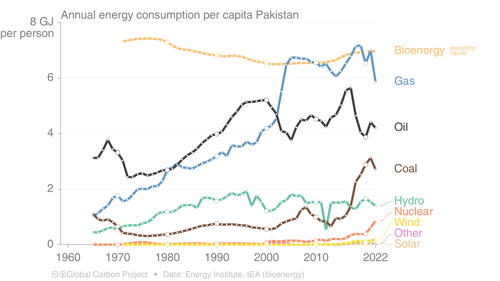 Annual energy consumption per capita Pakistan
8 GJ
per person
6
4
2
0
Bioenergy excluding liquids
Gas
Oil
Coal
Hydro
Nuclear
Wind
Other
Solar
1960 1970 1980 1990 2000 2010 2022
Global Carbon Project • Data: Energy Institute, IEA (bioenergy)